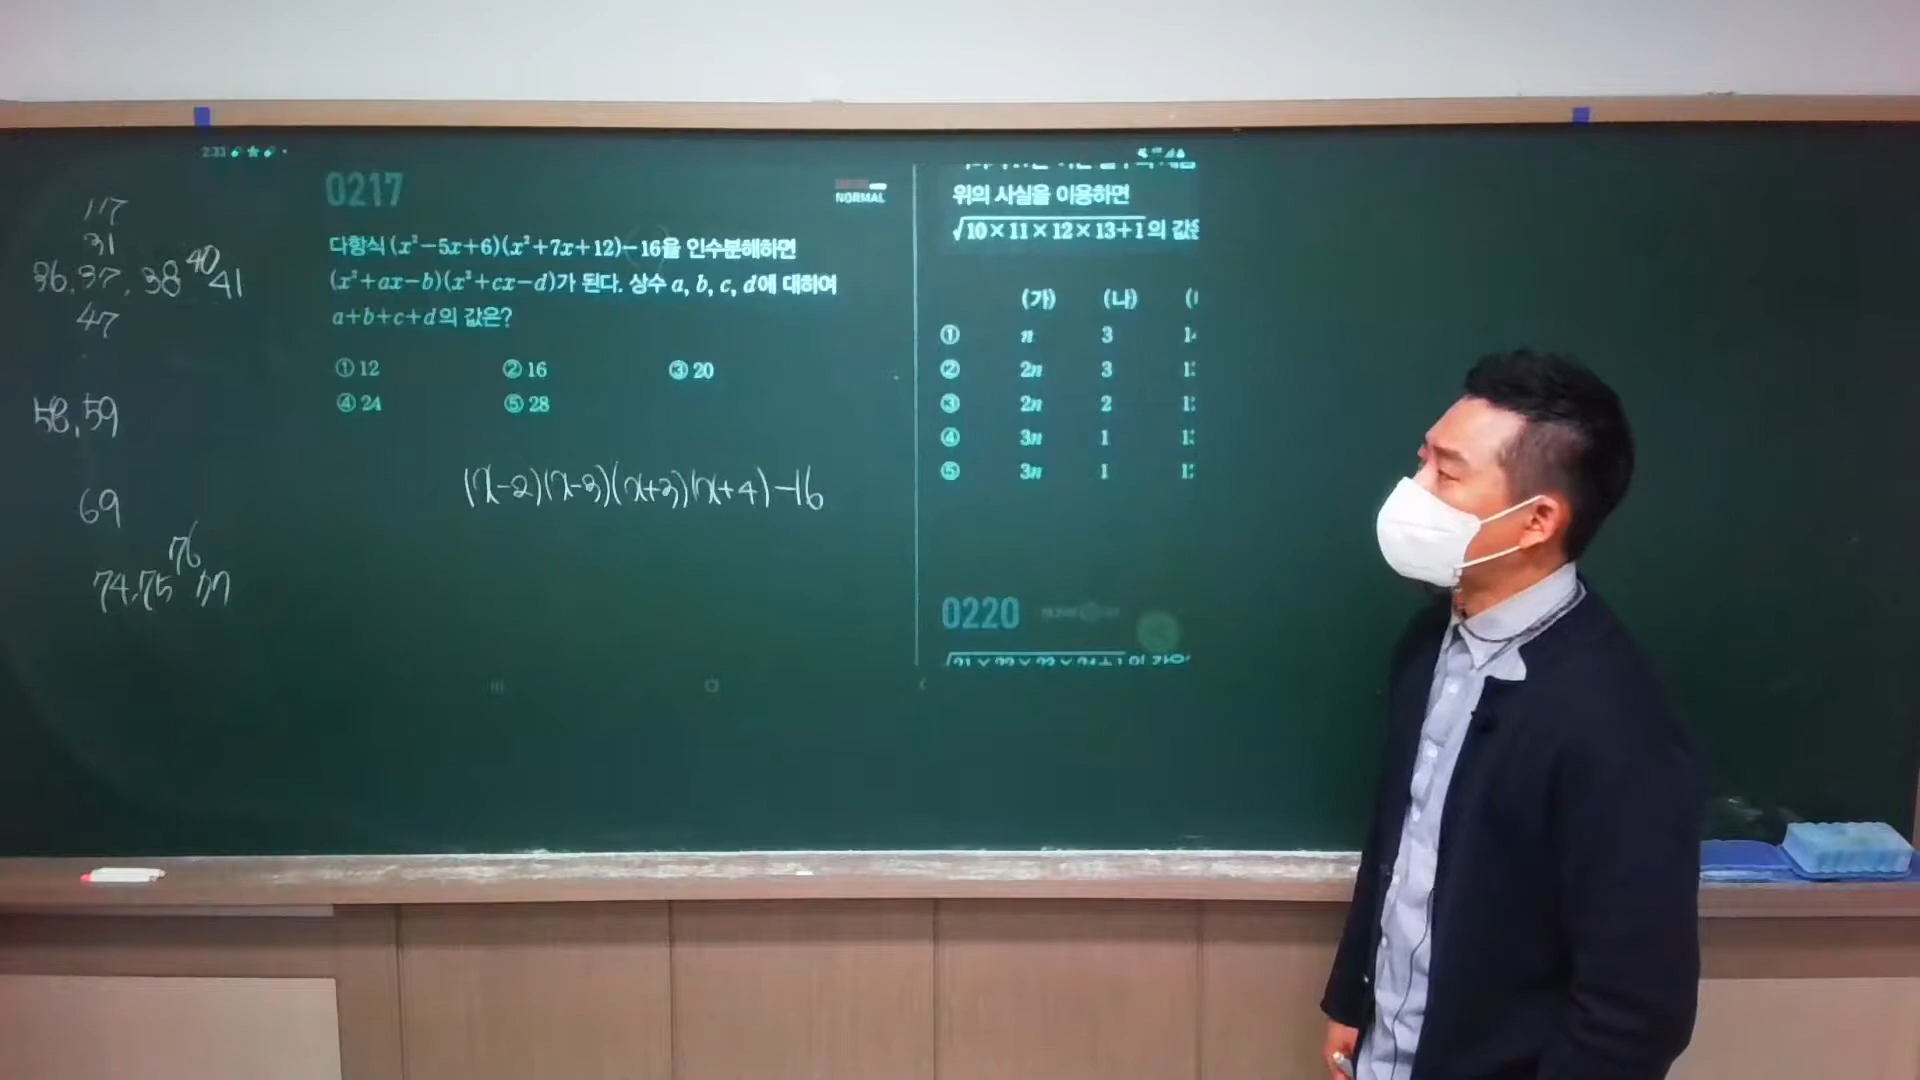 2:33
117
31
36, 37, 38 40 41
47
58, 59
69
76
74, 75 77
0217
NORMAL
다항식 (x²-5x+6)(x²+7x+12)-16을 인수분해하면
(x²+ax-b)(x²+cx-d)가 된다. 상수 a, b, c, d에 대하여
a+b+c+d의 값은?
① 12 ② 16 ③ 20
④ 24 ⑤ 28
(x-2)(x-3)(x+3)(x+4)-16
위의 사실을 이용하면
√10×11×12×13+1의 값은
(가) (나)
① n 3
② 2n 3
③ 2n 2
④ 3n 1
⑤ 3n 1
0220